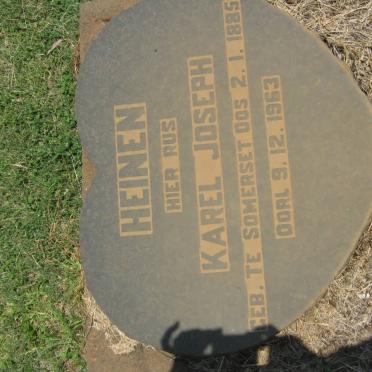 HEINEN
HIER RUS
KAREL JOSEPH
GEB. TE SOMERSET OOS 2.1.1885
OORL 9.12.1963